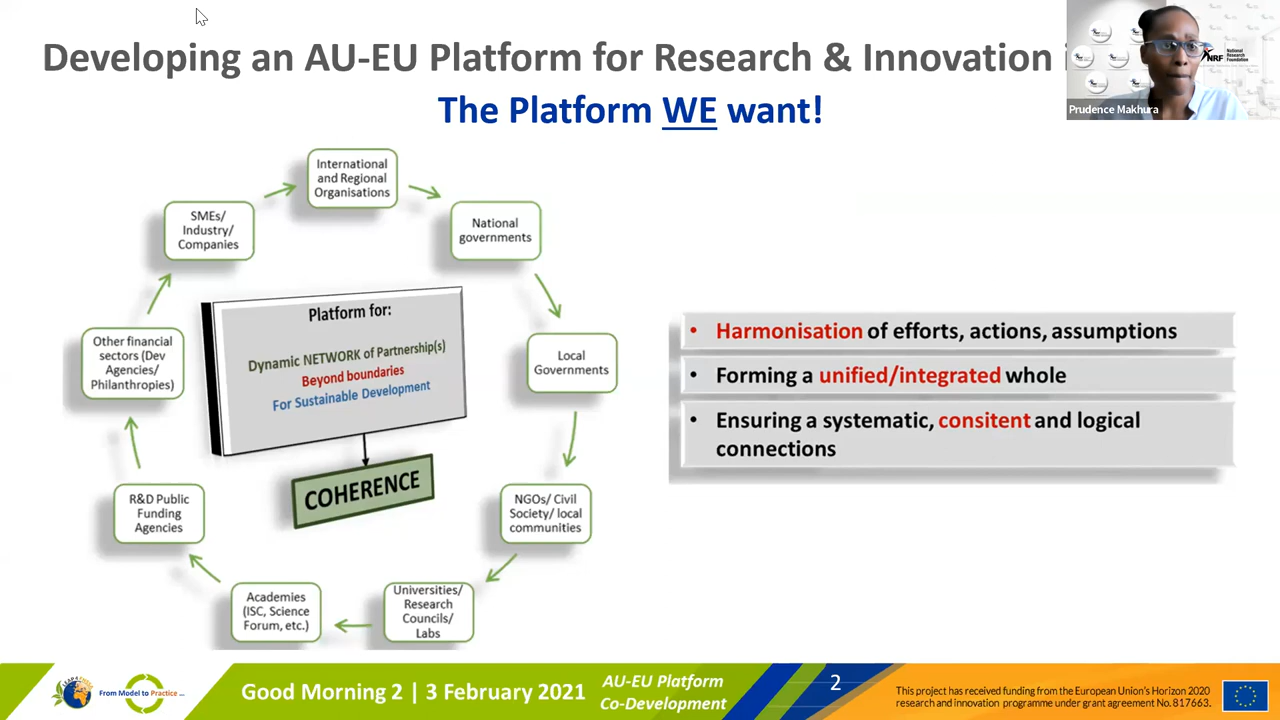 Developing an AU-EU Platform for Research & Innovation
The Platform WE want!
NRF
National
Research
Foundation
Prudence Makhura
International
and Regional
Organisations
National
governments
Local
Governments
NGOs/ Civil
Society/ local
communities
Universities/
Research
Councils/
Labs
Academies
(ISC, Science
Forum, etc.)
R&D Public
Funding
Agencies
Other financial
sectors (Dev
Agencies/
Philanthropies)
SMEs/
Industry/
Companies
Platform for:
Dynamic NETWORK of Partnership(s)
Beyond boundaries
For Sustainable Development
COHERENCE
• Harmonisation of efforts, actions, assumptions
• Forming a unified/integrated whole
• Ensuring a systematic, consitent and logical
connections
From Model to Practice ...
Good Morning 2 | 3 February 2021
AU-EU Platform
Co-Development
2
This project has received funding from the European Union's Horizon 2020
research and innovation programme under grant agreement No. 817663.